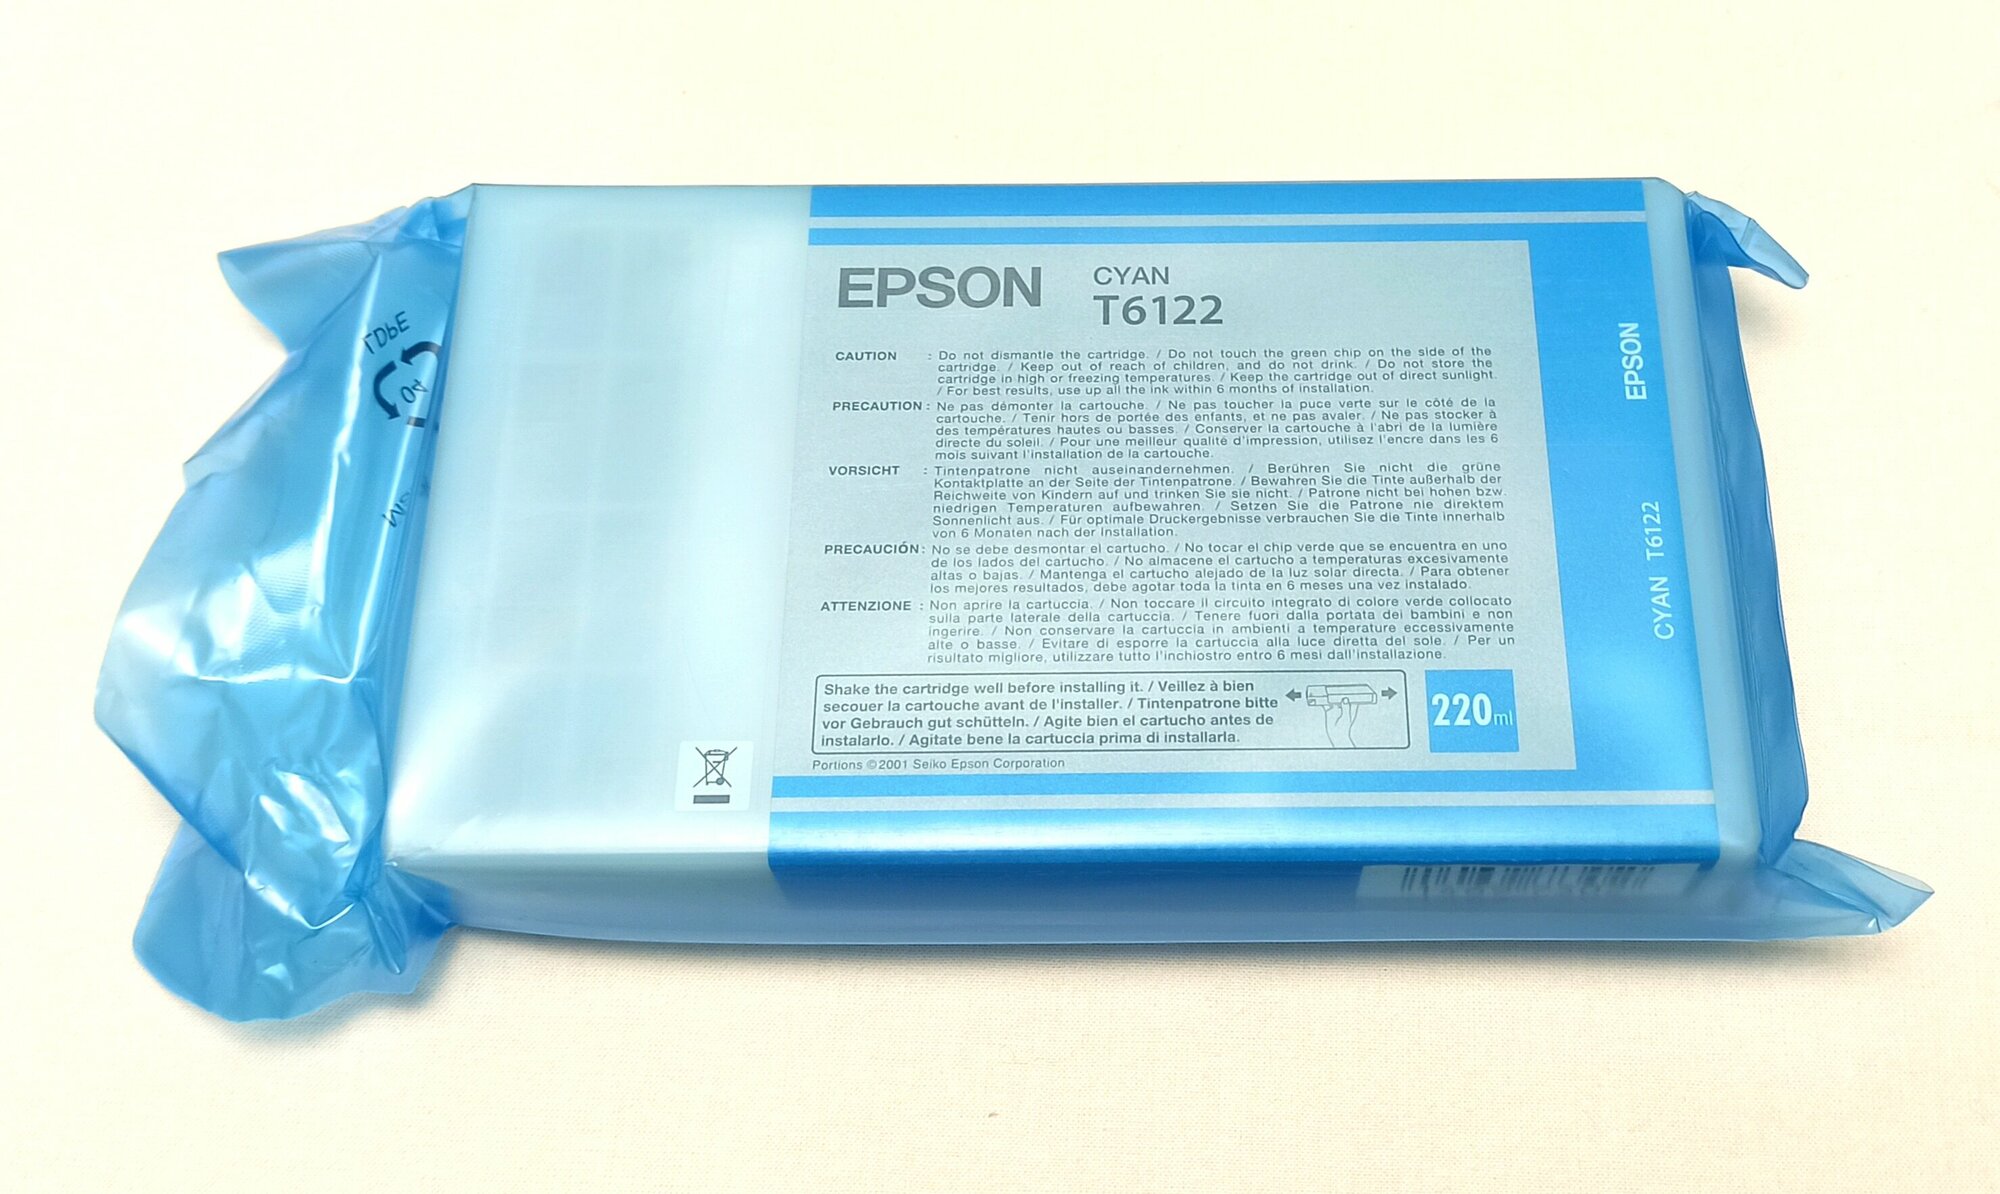 EPSON CYAN
T6122
CAUTION : Do not dismantle the cartridge. / Do not touch the green chip on the side of the
cartridge. / Keep out of reach of children, and do not drink. / Do not store the
cartridge in high or freezing temperatures. / Keep the cartridge out of direct sunlight.
/ For best results, use up all the ink within 6 months of installation.
PRECAUTION : Ne pas démonter la cartouche. / Ne pas toucher la puce verte sur le côté de la
cartouche. / Tenir hors de portée des enfants, et ne pas avaler. / Ne pas stocker à
des températures hautes ou basses. / Conserver la cartouche à l'abri de la lumière
directe du soleil. / Pour une meilleur qualité d'impression, utilisez l'encre dans les 6
mois suivant l'installation de la cartouche.
VORSICHT : Tintenpatrone nicht auseinandernehmen. / Berühren Sie nicht die grüne
Kontaktplatte an der Seite der Tintenpatrone. / Bewahren Sie die Tinte außerhalb der
Reichweite von Kindern auf und trinken Sie sie nicht. / Patrone nicht bei hohen bzw.
niedrigen Temperaturen aufbewahren. / Setzen Sie die Patrone nie direktem
Sonnenlicht aus. / Für optimale Druckergebnisse verbrauchen Sie die Tinte innerhalb
von 6 Monaten nach der Installation.
PRECAUCIÓN : No se debe desmontar el cartucho. / No tocar el chip verde que se encuentra en uno
de los lados del cartucho. / No almacene el cartucho a temperaturas excesivamente
altas o bajas. / Mantenga el cartucho alejado de la luz solar directa. / Para obtener
los mejores resultados, debe agotar toda la tinta en 6 meses una vez instalado.
ATTENZIONE : Non aprire la cartuccia. / Non toccare il circuito integrato di colore verde collocato
sulla parte laterale della cartuccia. / Tenere fuori dalla portata dei bambini e non
ingerire. / Non conservare la cartuccia in ambienti a temperature eccessivamente
alte o basse. / Evitare di esporre la cartuccia alla luce diretta del sole. / Per un
risultato migliore, utilizzare tutto l'inchiostro entro 6 mesi dall'installazione.
Shake the cartridge well before installing it. / Veillez à bien
secouer la cartouche avant de l'installer. / Tintenpatrone bitte
vor Gebrauch gut schütteln. / Agite bien el cartucho antes de
instalarlo. / Agitate bene la cartuccia prima di installarla.
220ml
Portions ©2001 Seiko Epson Corporation
EPSON
CYAN T6122
LDPE
04